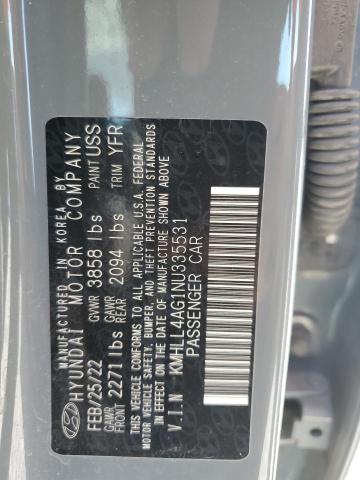 MANUFACTURED IN KOREA BY
HYUNDAI MOTOR COMPANY
FEB/25/22 GVWR 3858 lbs PAINT USS
GAWR FRONT 2271 lbs GAWR REAR 2094 lbs TRIM YFR
THIS VEHICLE CONFORMS TO ALL APPLICABLE U.S.A. FEDERAL
MOTOR VEHICLE SAFETY, BUMPER, AND THEFT PREVENTION STANDARDS
IN EFFECT ON THE DATE OF MANUFACTURE SHOWN ABOVE
V.I.N KMHLL4AG1NU335531
PASSENGER CAR